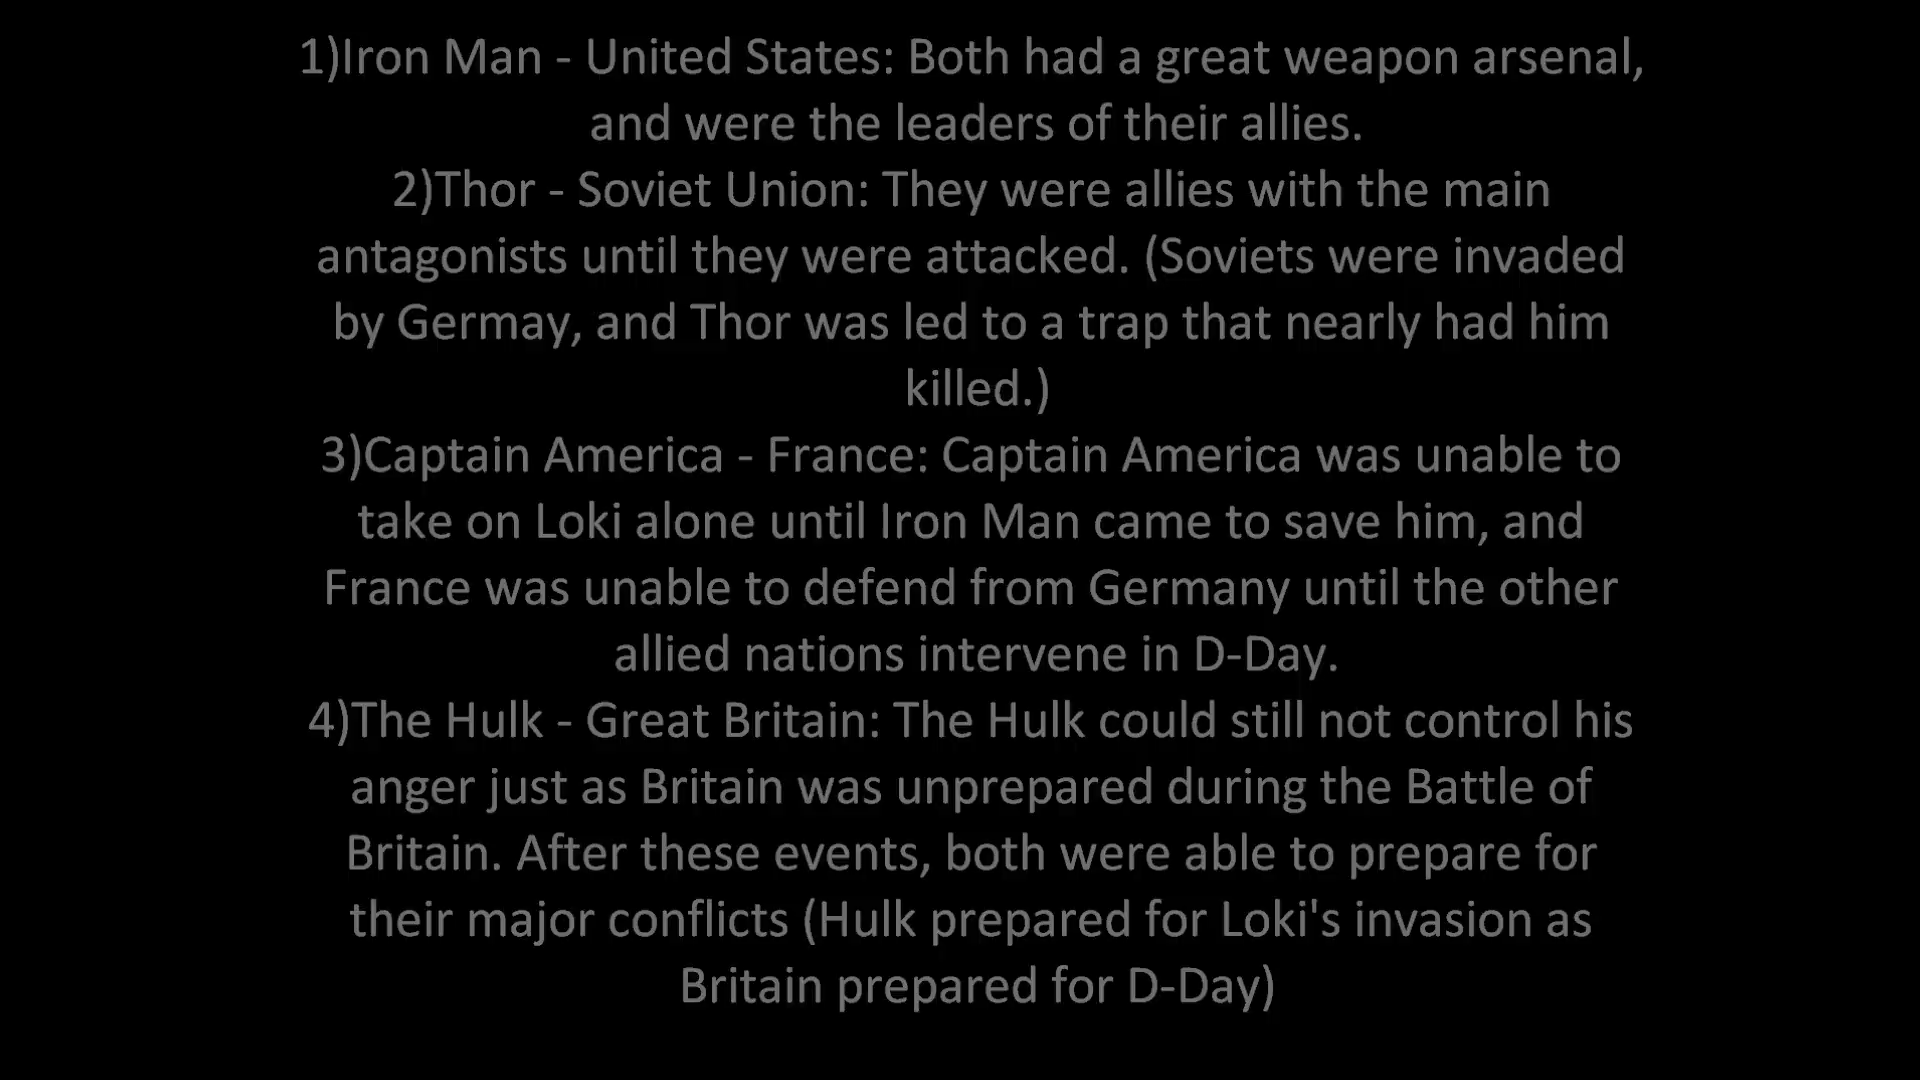 1)Iron Man - United States: Both had a great weapon arsenal,
and were the leaders of their allies.
2)Thor - Soviet Union: They were allies with the main
antagonists until they were attacked. (Soviets were invaded
by Germay, and Thor was led to a trap that nearly had him
killed.)
3)Captain America - France: Captain America was unable to
take on Loki alone until Iron Man came to save him, and
France was unable to defend from Germany until the other
allied nations intervene in D-Day.
4)The Hulk - Great Britain: The Hulk could still not control his
anger just as Britain was unprepared during the Battle of
Britain. After these events, both were able to prepare for
their major conflicts (Hulk prepared for Loki's invasion as
Britain prepared for D-Day)